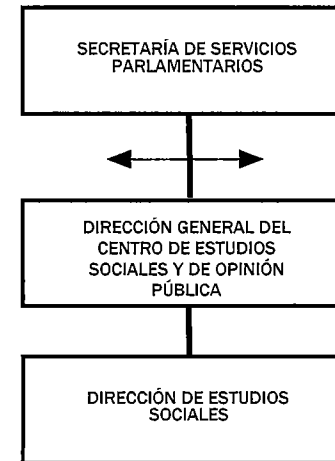 SECRETARÍA DE SERVICIOS
PARLAMENTARIOS
DIRECCIÓN GENERAL DEL
CENTRO DE ESTUDIOS
SOCIALES Y DE OPINIÓN
PÚBLICA
DIRECCIÓN DE ESTUDIOS
SOCIALES